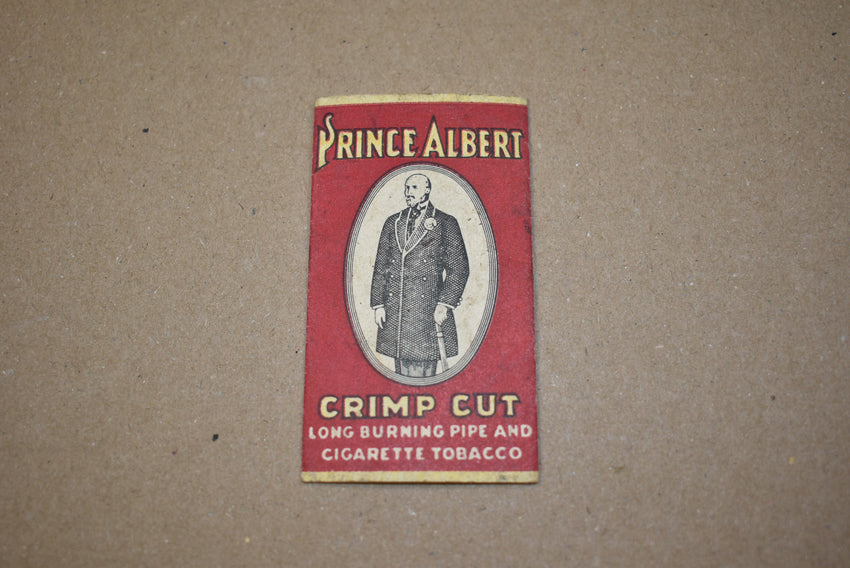 PRINCE ALBERT
CRIMP CUT
LONG BURNING PIPE AND
CIGARETTE TOBACCO